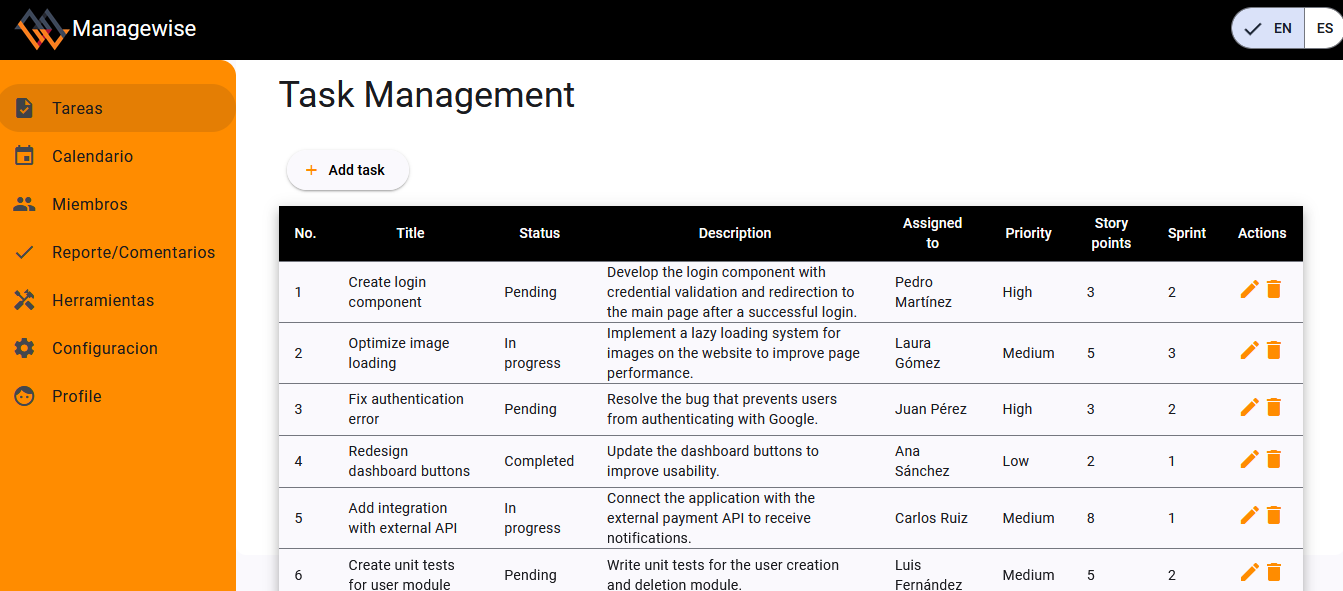 Managewise
EN
ES
Tareas
Calendario
Miembros
Reporte/Comentarios
Herramientas
Configuracion
Profile
Task Management
+ Add task
No. Title Status Description Assigned to Priority Story points Sprint Actions
1 Create login component Pending Develop the login component with credential validation and redirection to the main page after a successful login. Pedro Martínez High 3 2
2 Optimize image loading In progress Implement a lazy loading system for images on the website to improve page performance. Laura Gómez Medium 5 3
3 Fix authentication error Pending Resolve the bug that prevents users from authenticating with Google. Juan Pérez High 3 2
4 Redesign dashboard buttons Completed Update the dashboard buttons to improve usability. Ana Sánchez Low 2 1
5 Add integration with external API In progress Connect the application with the external payment API to receive notifications. Carlos Ruiz Medium 8 1
6 Create unit tests for user module Pending Write unit tests for the user creation and deletion module. Luis Fernández Medium 5 2